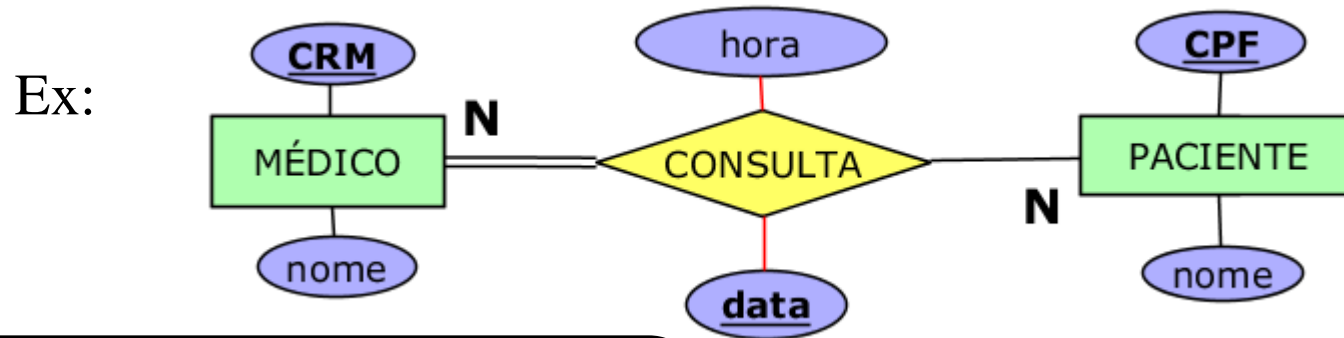 Ex:
CRM
hora
CPF
N
MÉDICO
CONSULTA
PACIENTE
N
nome
data
nome